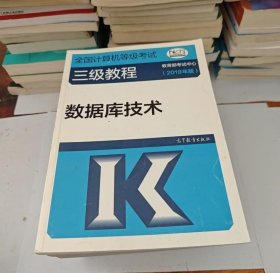 全国计算机等级考试
三级教程
教育部考试中心
(2019年版)
数据库技术
K
高等教育出版社